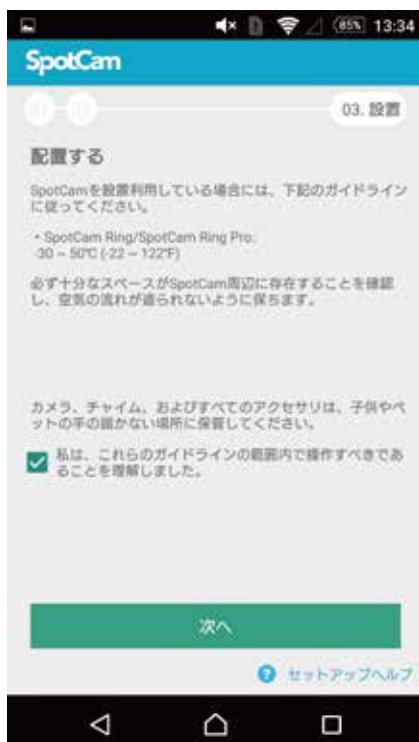 85% 13:34
SpotCam
03. 設置
配置する
SpotCamを設置利用している場合には、下記のガイドライン
に従ってください。
・SpotCam Ring/SpotCam Ring Pro:
-30 ~ 50℃ (-22 ~ 122℉)
必ず十分なスペースがSpotCam周辺に存在することを確認
し、空気の流れが遮られないように保ちます。
カメラ、チャイム、およびすべてのアクセサリは、子供やペ
ットの手の届かない場所に保管してください。
私は、これらのガイドラインの範囲内で操作すべきであ
ることを理解しました。
次へ
? セットアップヘルプ